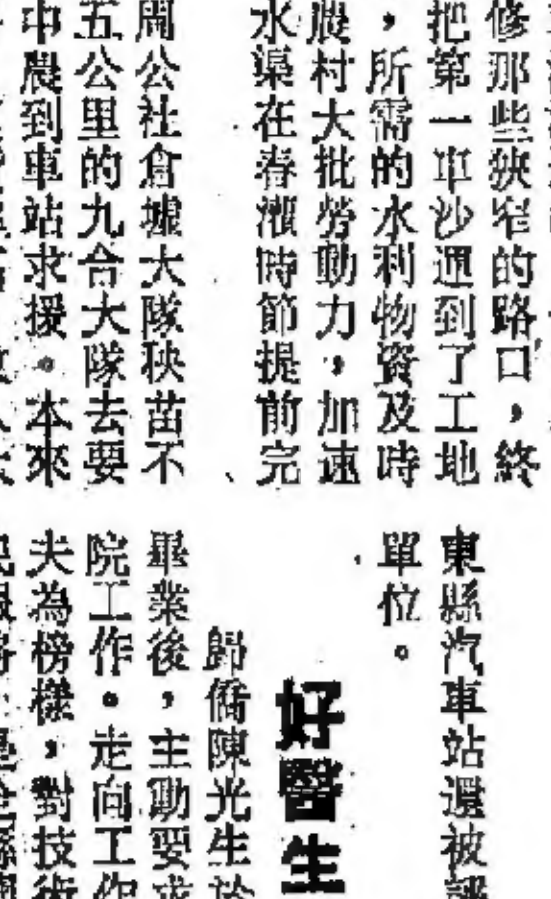 修那些狹窄的路口，終
把第一車沙運到了工地
，所需的水利物資及時
農村大批勞動力，加速
水渠在春灌時節提前完
周公社倉墟大隊秧苗不
五公里的九合大隊去要
中農到車站求援。本來
東縣汽車站還被評
單位。
好醫生
歸僑陳光生於
畢業後，主動要求
院工作。走向工作
夫為榜樣，對技術